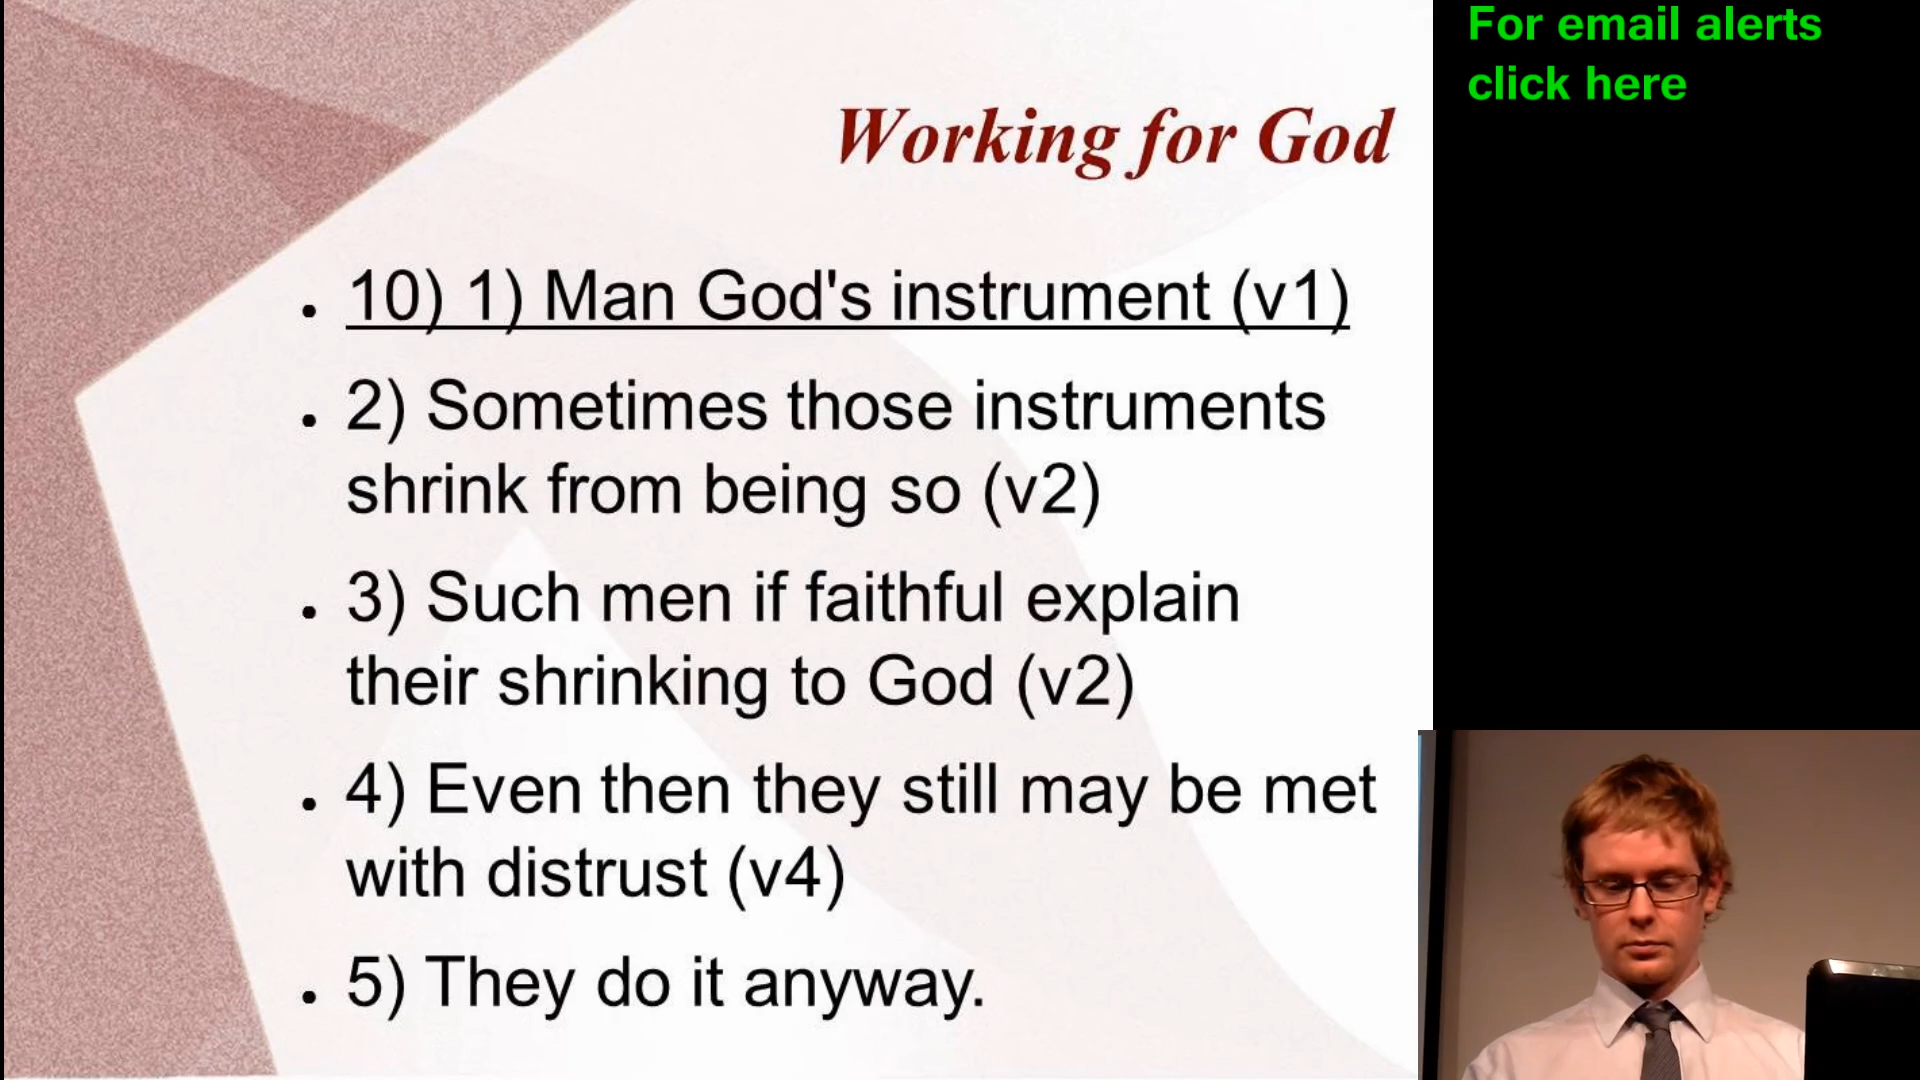 For email alerts
click here
Working for God
10) 1) Man God's instrument (v1)
2) Sometimes those instruments
shrink from being so (v2)
3) Such men if faithful explain
their shrinking to God (v2)
4) Even then they still may be met
with distrust (v4)
5) They do it anyway.